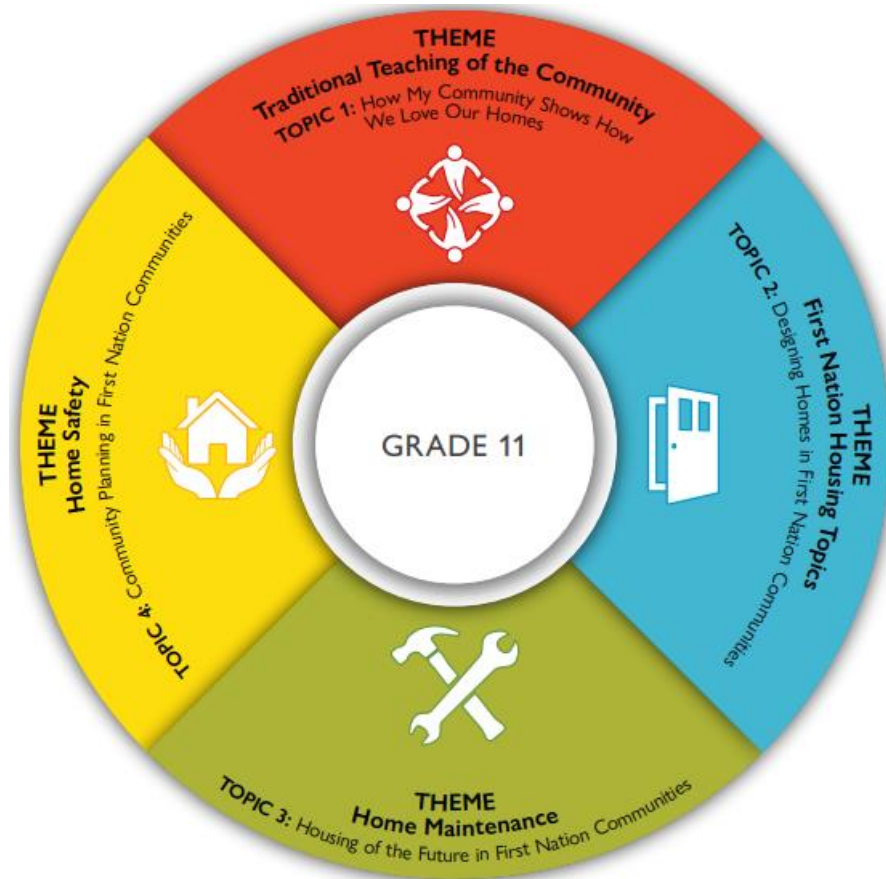 THEME
Traditional Teaching of the Community
TOPIC 1: How My Community Shows How
We Love Our Homes
THEME
First Nation Housing Topics
TOPIC 2: Designing Homes in First Nation Communities
GRADE 11
THEME
Home Maintenance
TOPIC 3: Housing of the Future in First Nation Communities
THEME
Home Safety
TOPIC 4: Community Planning in First Nation Communities